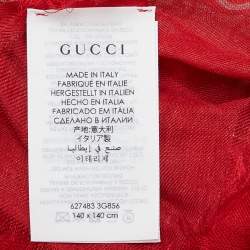 GUCCI
MADE IN ITALY
FABRIQUÉ EN ITALIE
HERGESTELLT IN ITALIEN
HECHO EN ITALIA
FABRICADO EM ITÁLIA
СДЕЛАНО В ИТАЛИИ
产地：意大利
イタリア製
صنع في إيطاليا
이태리제
627483 3G856
140 x 140 cm